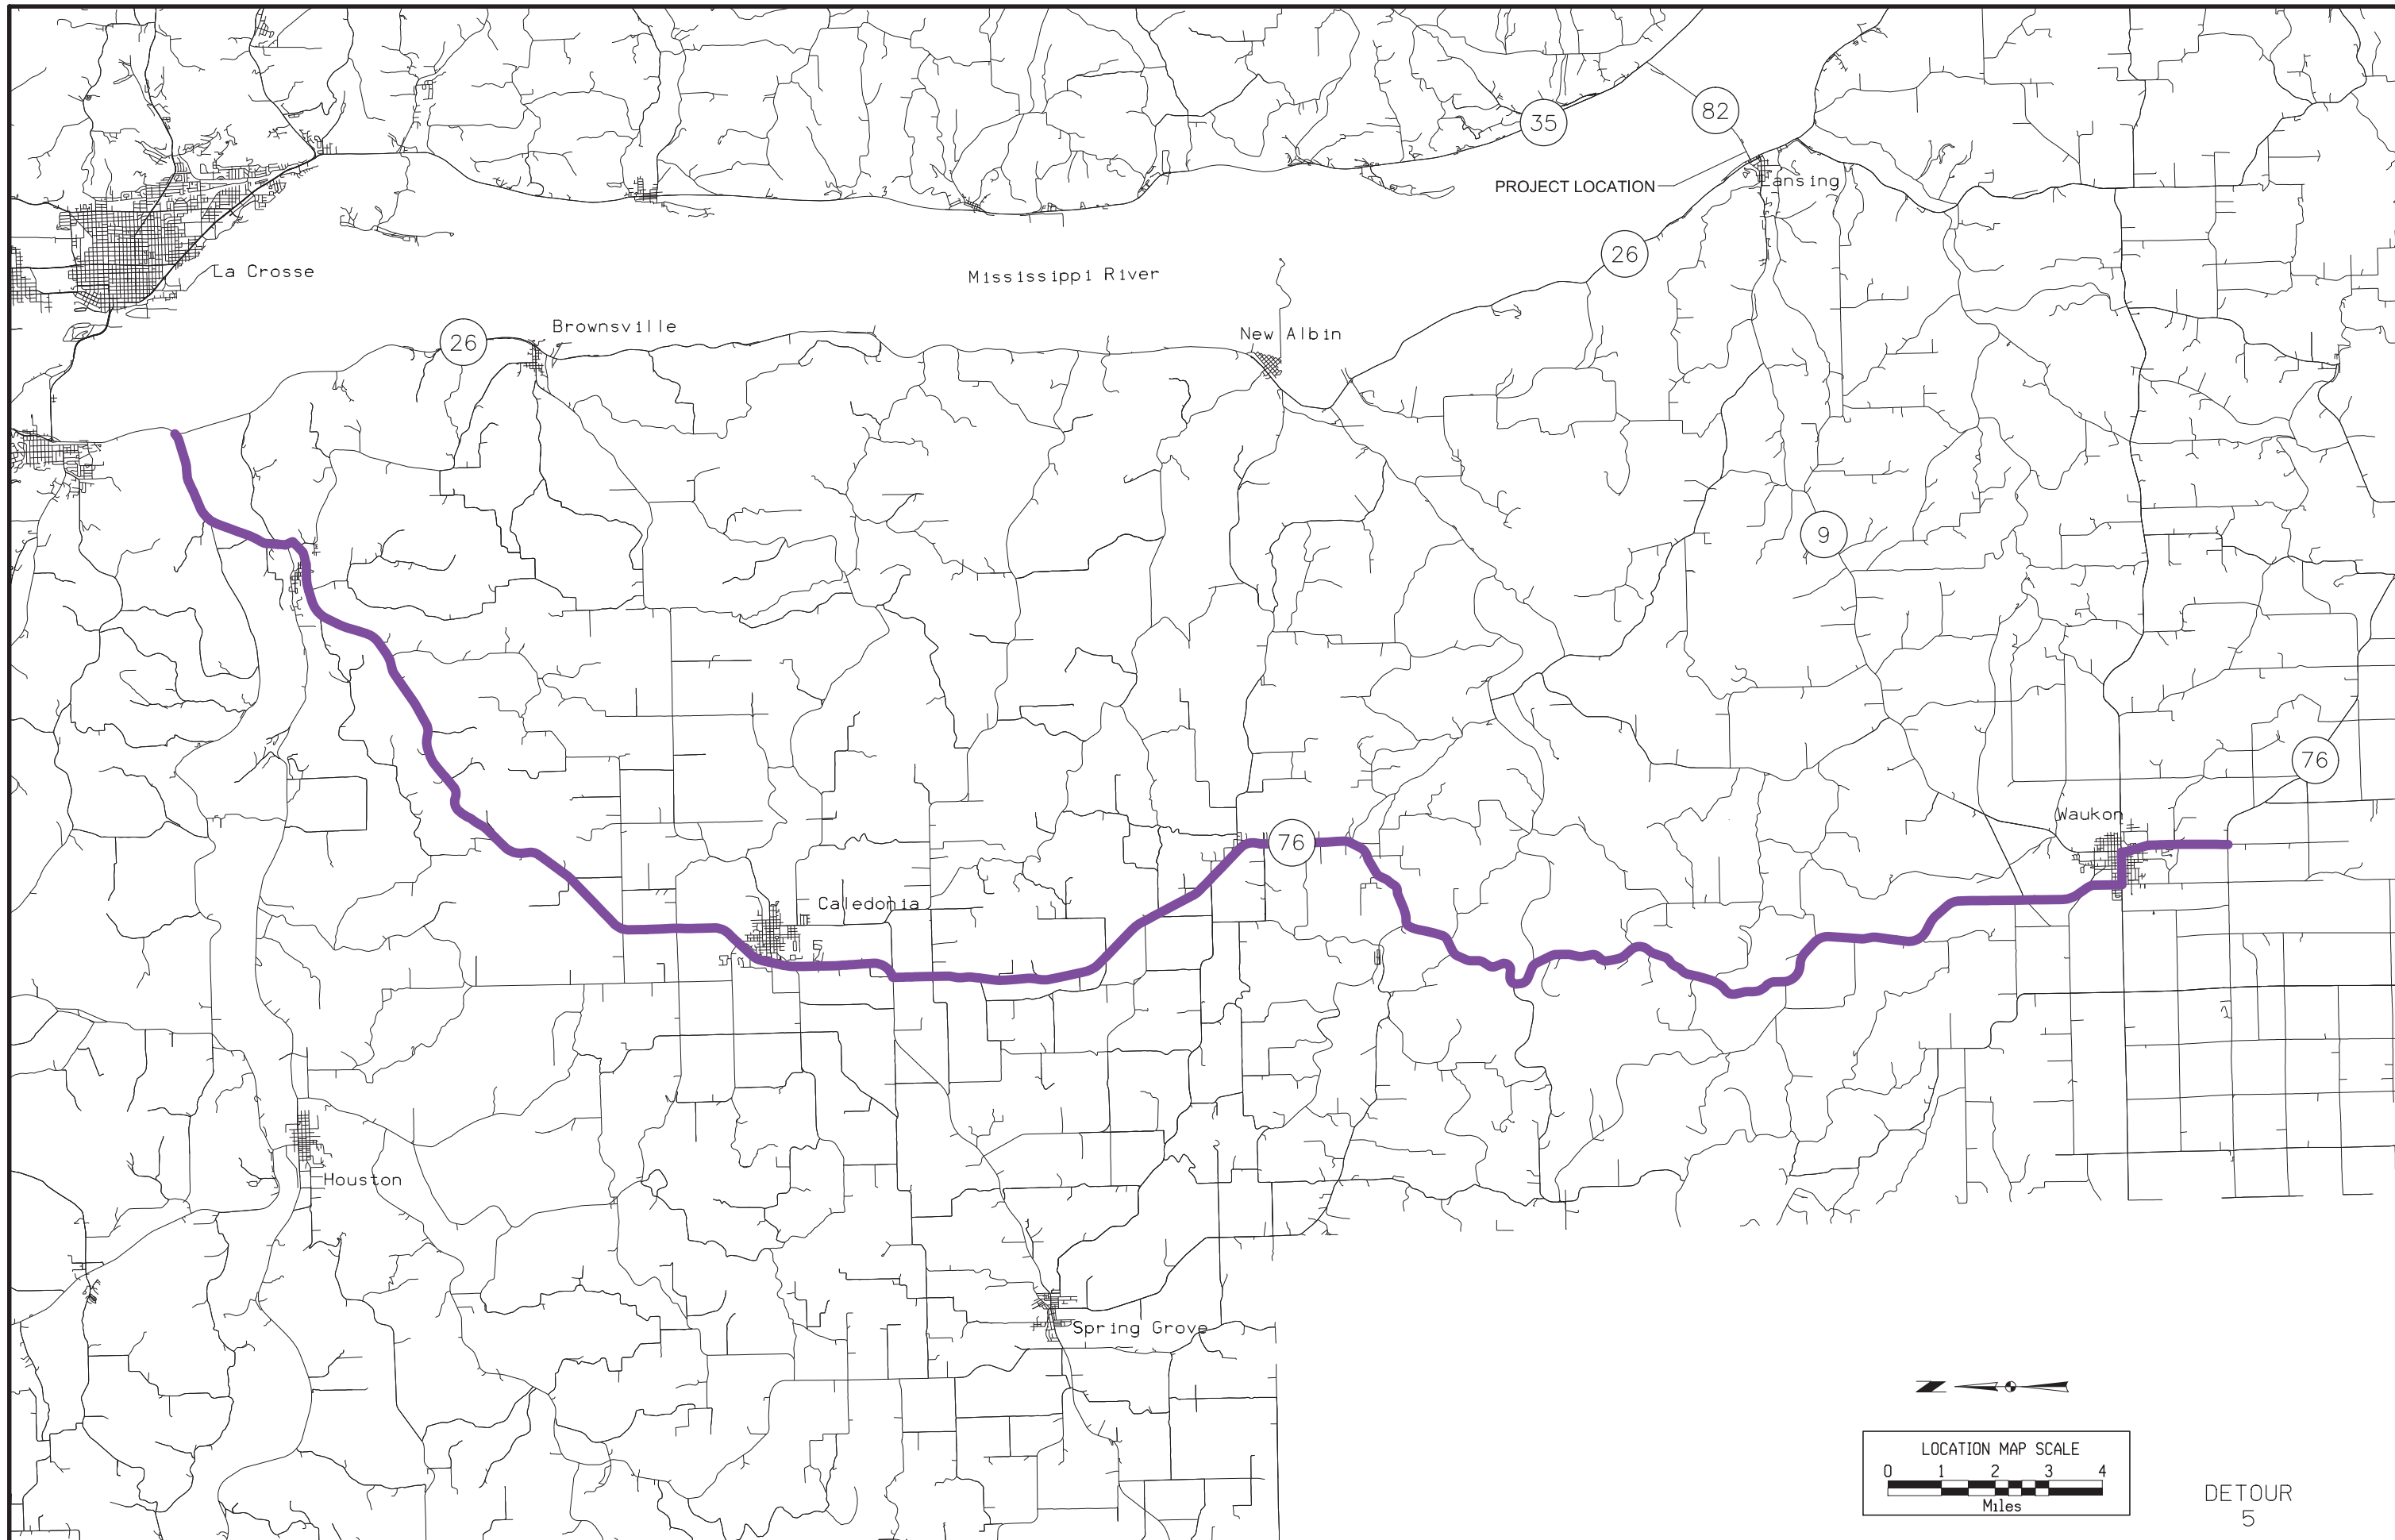 35
82
PROJECT LOCATION
Lansing
26
La Crosse
Mississippi River
26
Brownsville
New Albin
9
76
Waukon
76
Caledonia
Houston
Spring Grove
Z
LOCATION MAP SCALE
0 1 2 3 4
Miles
DETOUR
5